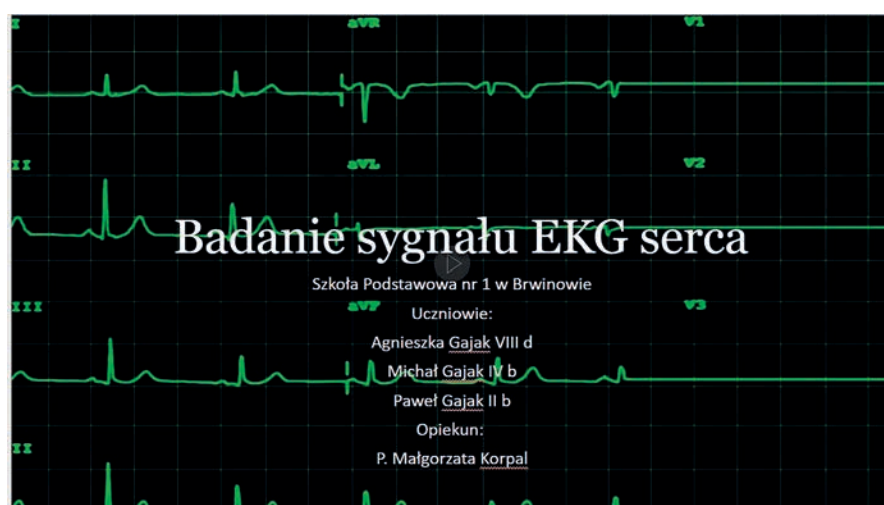 I
aVR
V1
II
aVL
V2
Badanie sygnału EKG serca
Szkoła Podstawowa nr 1 w Brwinowie
Uczniowie:
III
aVF
V3
Agnieszka Gajak VIII d
Michał Gajak IV b
Paweł Gajak II b
Opiekun:
II
P. Małgorzata Korpal